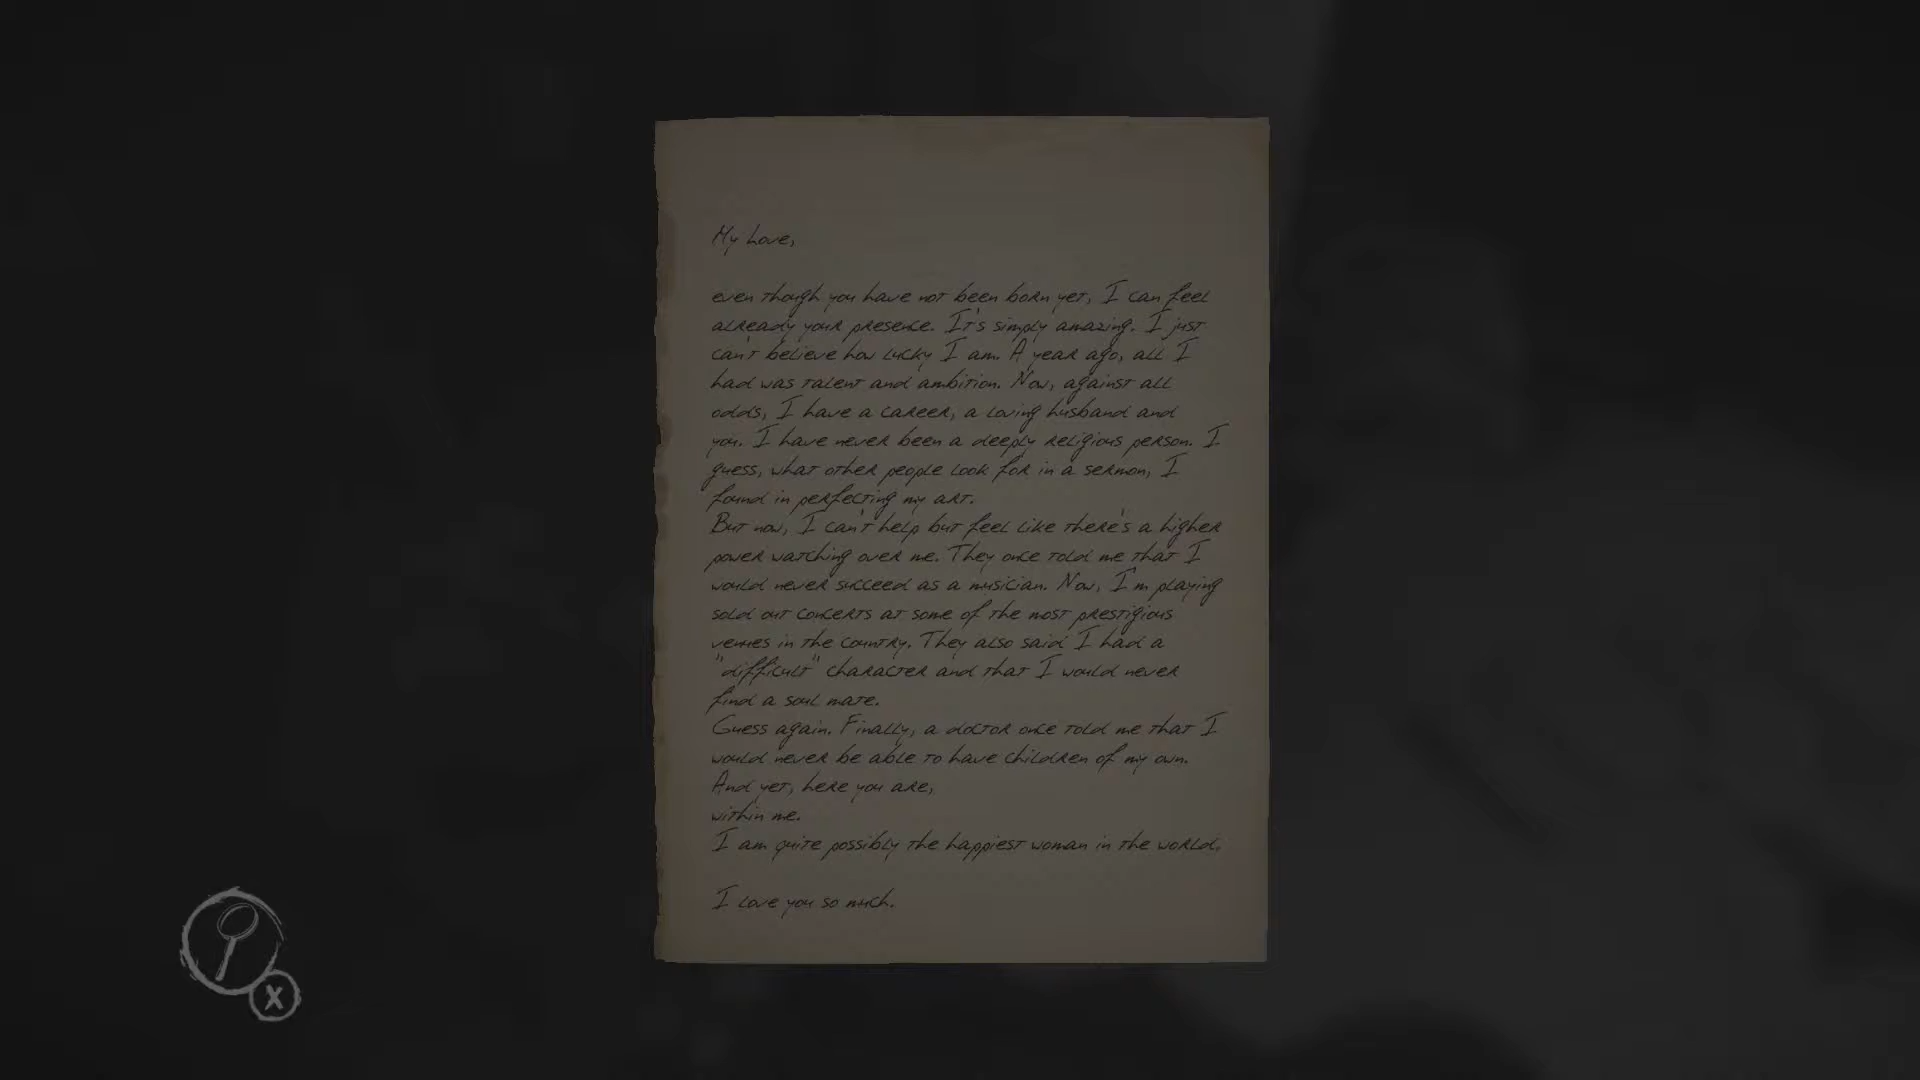 My Love,
even though you have not been born yet, I can feel
already your presence. It's simply amazing. I just
can't believe how lucky I am. A year ago, all I
had was talent and ambition. Now, against all
odds, I have a career, a loving husband and
you. I have never been a deeply religious person. I
guess, what other people look for in a sermon, I
found in perfecting my art.
But now, I can't help but feel like there's a higher
power watching over me. They once told me that I
would never succeed as a musician. Now, I'm playing
sold out concerts at some of the most prestigious
venues in the country. They also said I had a
"difficult" character and that I would never
find a soul mate.
Guess again. Finally, a doctor once told me that I
would never be able to have children of my own.
And yet, here you are,
within me.
I am quite possibly the happiest woman in the world.
I love you so much.
X